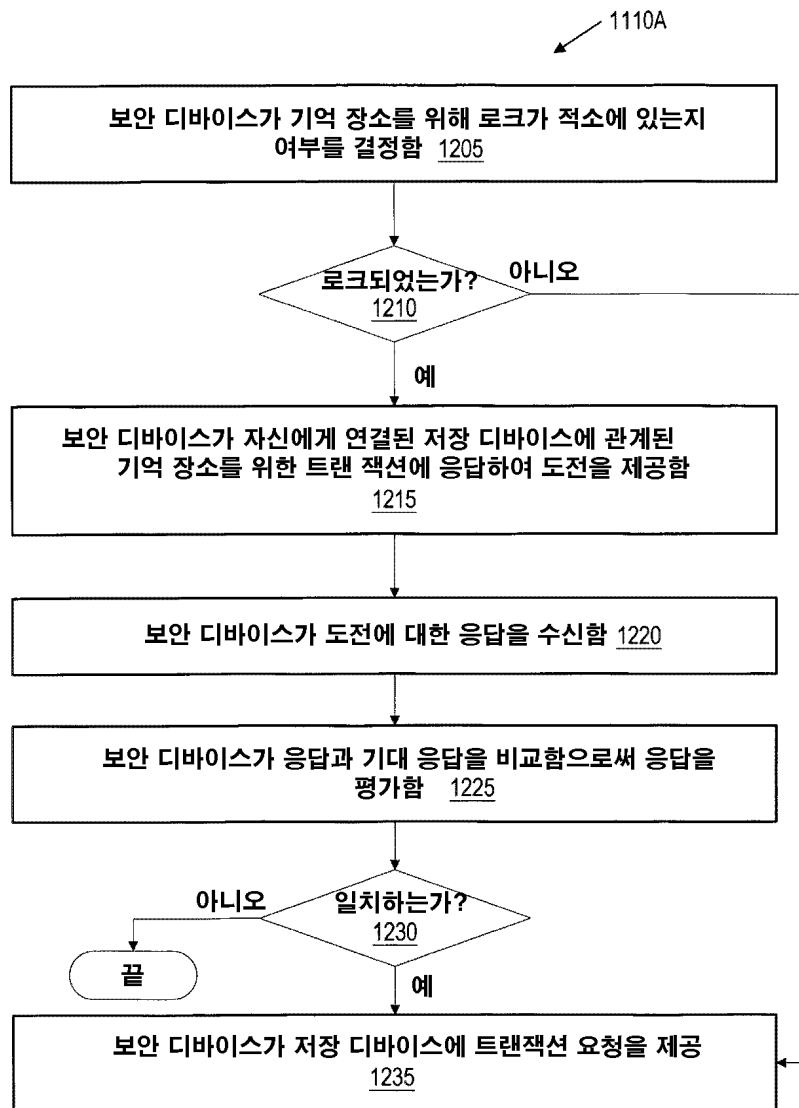 1110A
보안 디바이스가 기억 장소를 위해 로크가 적소에 있는지
여부를 결정함 1205
로크되었는가?
1210
아니오
예
보안 디바이스가 자신에게 연결된 저장 디바이스에 관계된
기억 장소를 위한 트랜 잭션에 응답하여 도전을 제공함
1215
보안 디바이스가 도전에 대한 응답을 수신함 1220
보안 디바이스가 응답과 기대 응답을 비교함으로써 응답을
평가함 1225
아니오
일치하는가?
1230
끝
예
보안 디바이스가 저장 디바이스에 트랜잭션 요청을 제공
1235